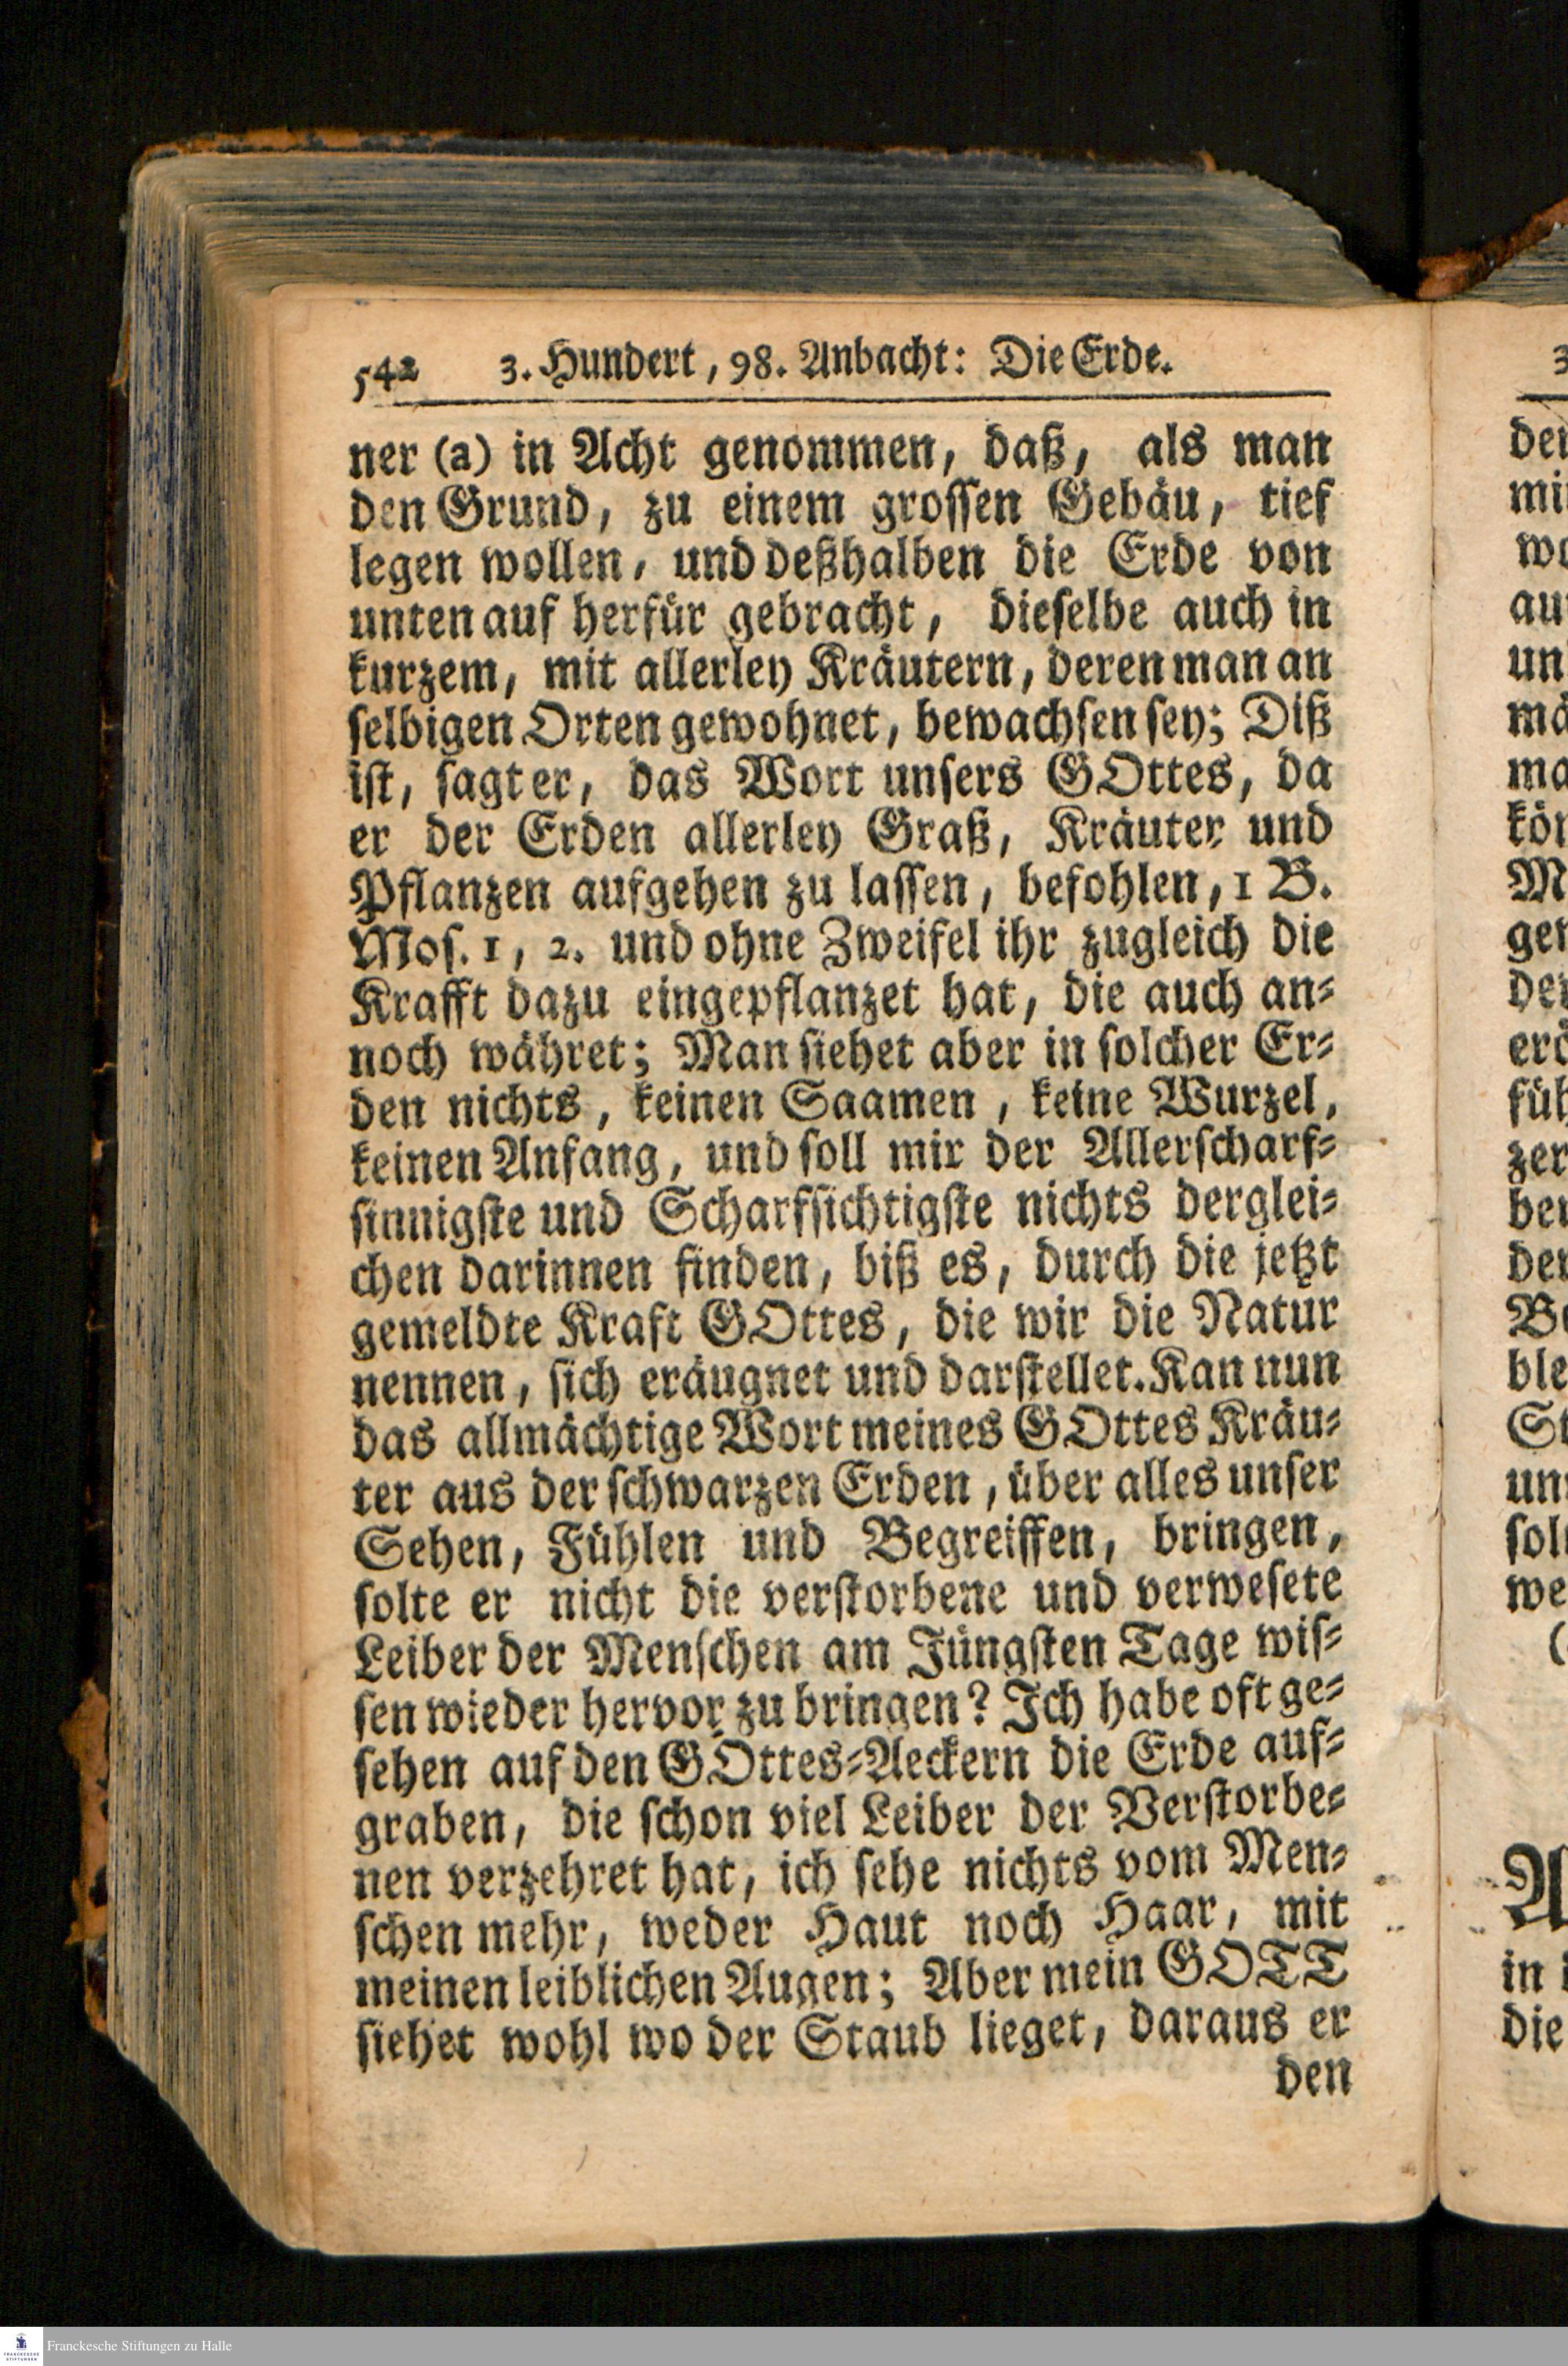 542 3. Hundert, 98. Anbacht: Die Erde.
ner (a) in Acht genommen, daß, als man
den Grund, zu einem groſſen Gebäu, tief
legen wollen, und deßhalben die Erde von
unten auf herfür gebracht, dieſelbe auch in
kurzem, mit allerley Kräutern, deren man an
ſelbigen Orten gewohnet, bewachſen ſey; Diß
iſt, ſagt er, das Wort unſers GOttes, da
er der Erden allerley Graß, Kräuter und
Pflanzen aufgehen zu laſſen, befohlen, 1 B.
Moſ. 1, 2. und ohne Zweifel ihr zugleich die
Krafft dazu eingepflanzet hat, die auch an⸗
noch währet; Man ſiehet aber in ſolcher Er⸗
den nichts, keinen Saamen, keine Wurzel,
keinen Anfang, und ſoll mir der Allerſcharf⸗
ſinnigſte und Scharfſichtigſte nichts derglei⸗
chen darinnen finden, biß es, durch die jetzt
gemeldte Kraft GOttes, die wir die Natur
nennen, ſich eräugnet und darſtellet. Kan nun
das allmächtige Wort meines GOttes Kräu⸗
ter aus der ſchwarzen Erden, über alles unſer
Sehen, Fühlen und Begreiffen, bringen,
ſolte er nicht die verſtorbene und verweſete
Leiber der Menſchen am Jüngſten Tage wiſ⸗
ſen wieder hervor zu bringen? Ich habe oft ge⸗
ſehen auf den GOttes⸗Aeckern die Erde auf⸗
graben, die ſchon viel Leiber der Verſtorbe⸗
nen verzehret hat, ich ſehe nichts vom Men⸗
ſchen mehr, weder Haut noch Haar, mit
meinen leiblichen Augen; Aber mein GOTT
ſiehet wohl wo der Staub lieget, daraus er
den
Franckesche Stiftungen zu Halle